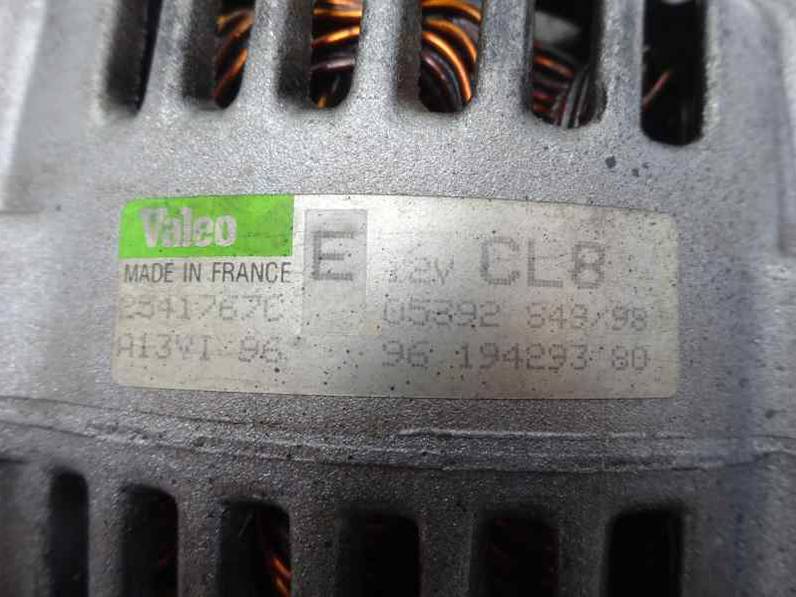 Valeo
MADE IN FRANCE
E 12V CL8
2541767C 05392 849/98
A13VI 96 96 194293 80